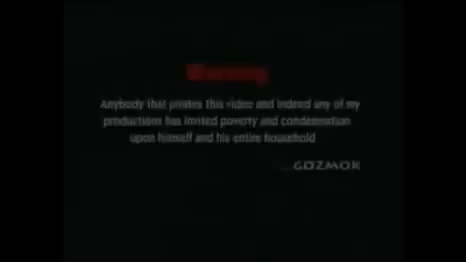 Warning
Anybody that pirates this video and indeed any of my
productions has invited poverty and condemnation
upon himself and his entire household
...GOZMOR